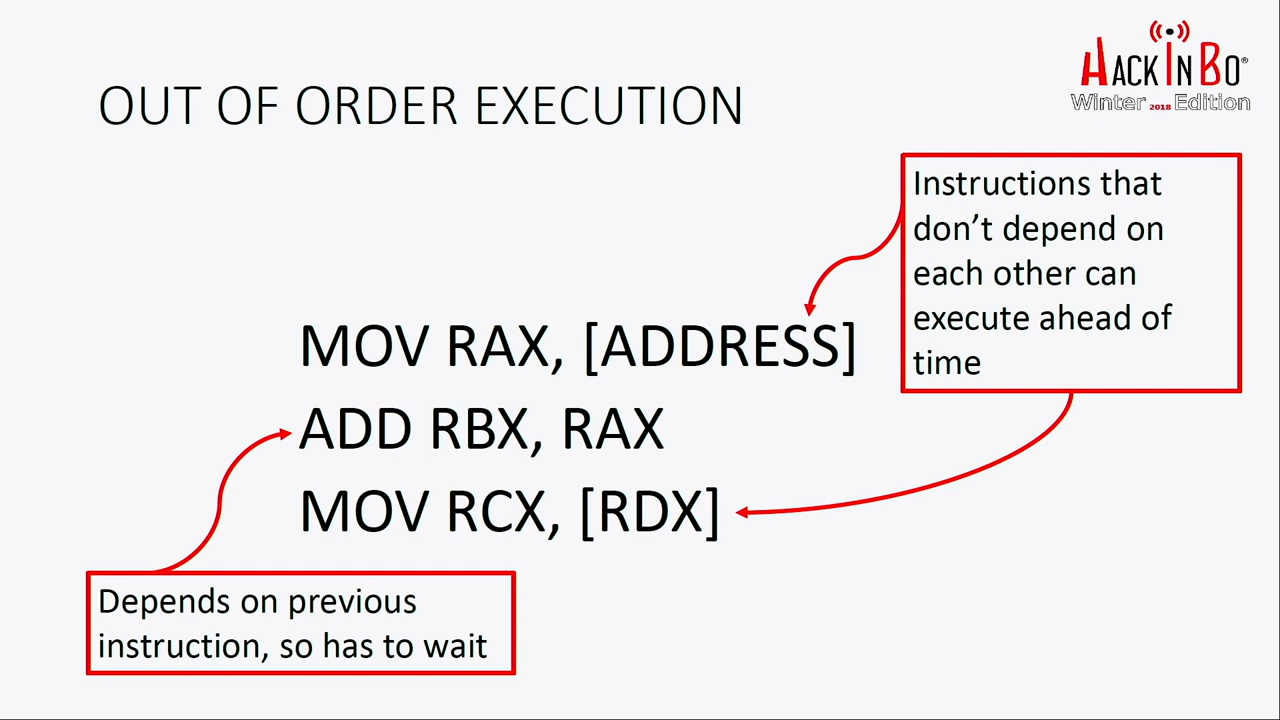 HackInBo®
Winter 2018 Edition
OUT OF ORDER EXECUTION
Instructions that
don’t depend on
each other can
execute ahead of
time
MOV RAX, [ADDRESS]
ADD RBX, RAX
MOV RCX, [RDX]
Depends on previous
instruction, so has to wait